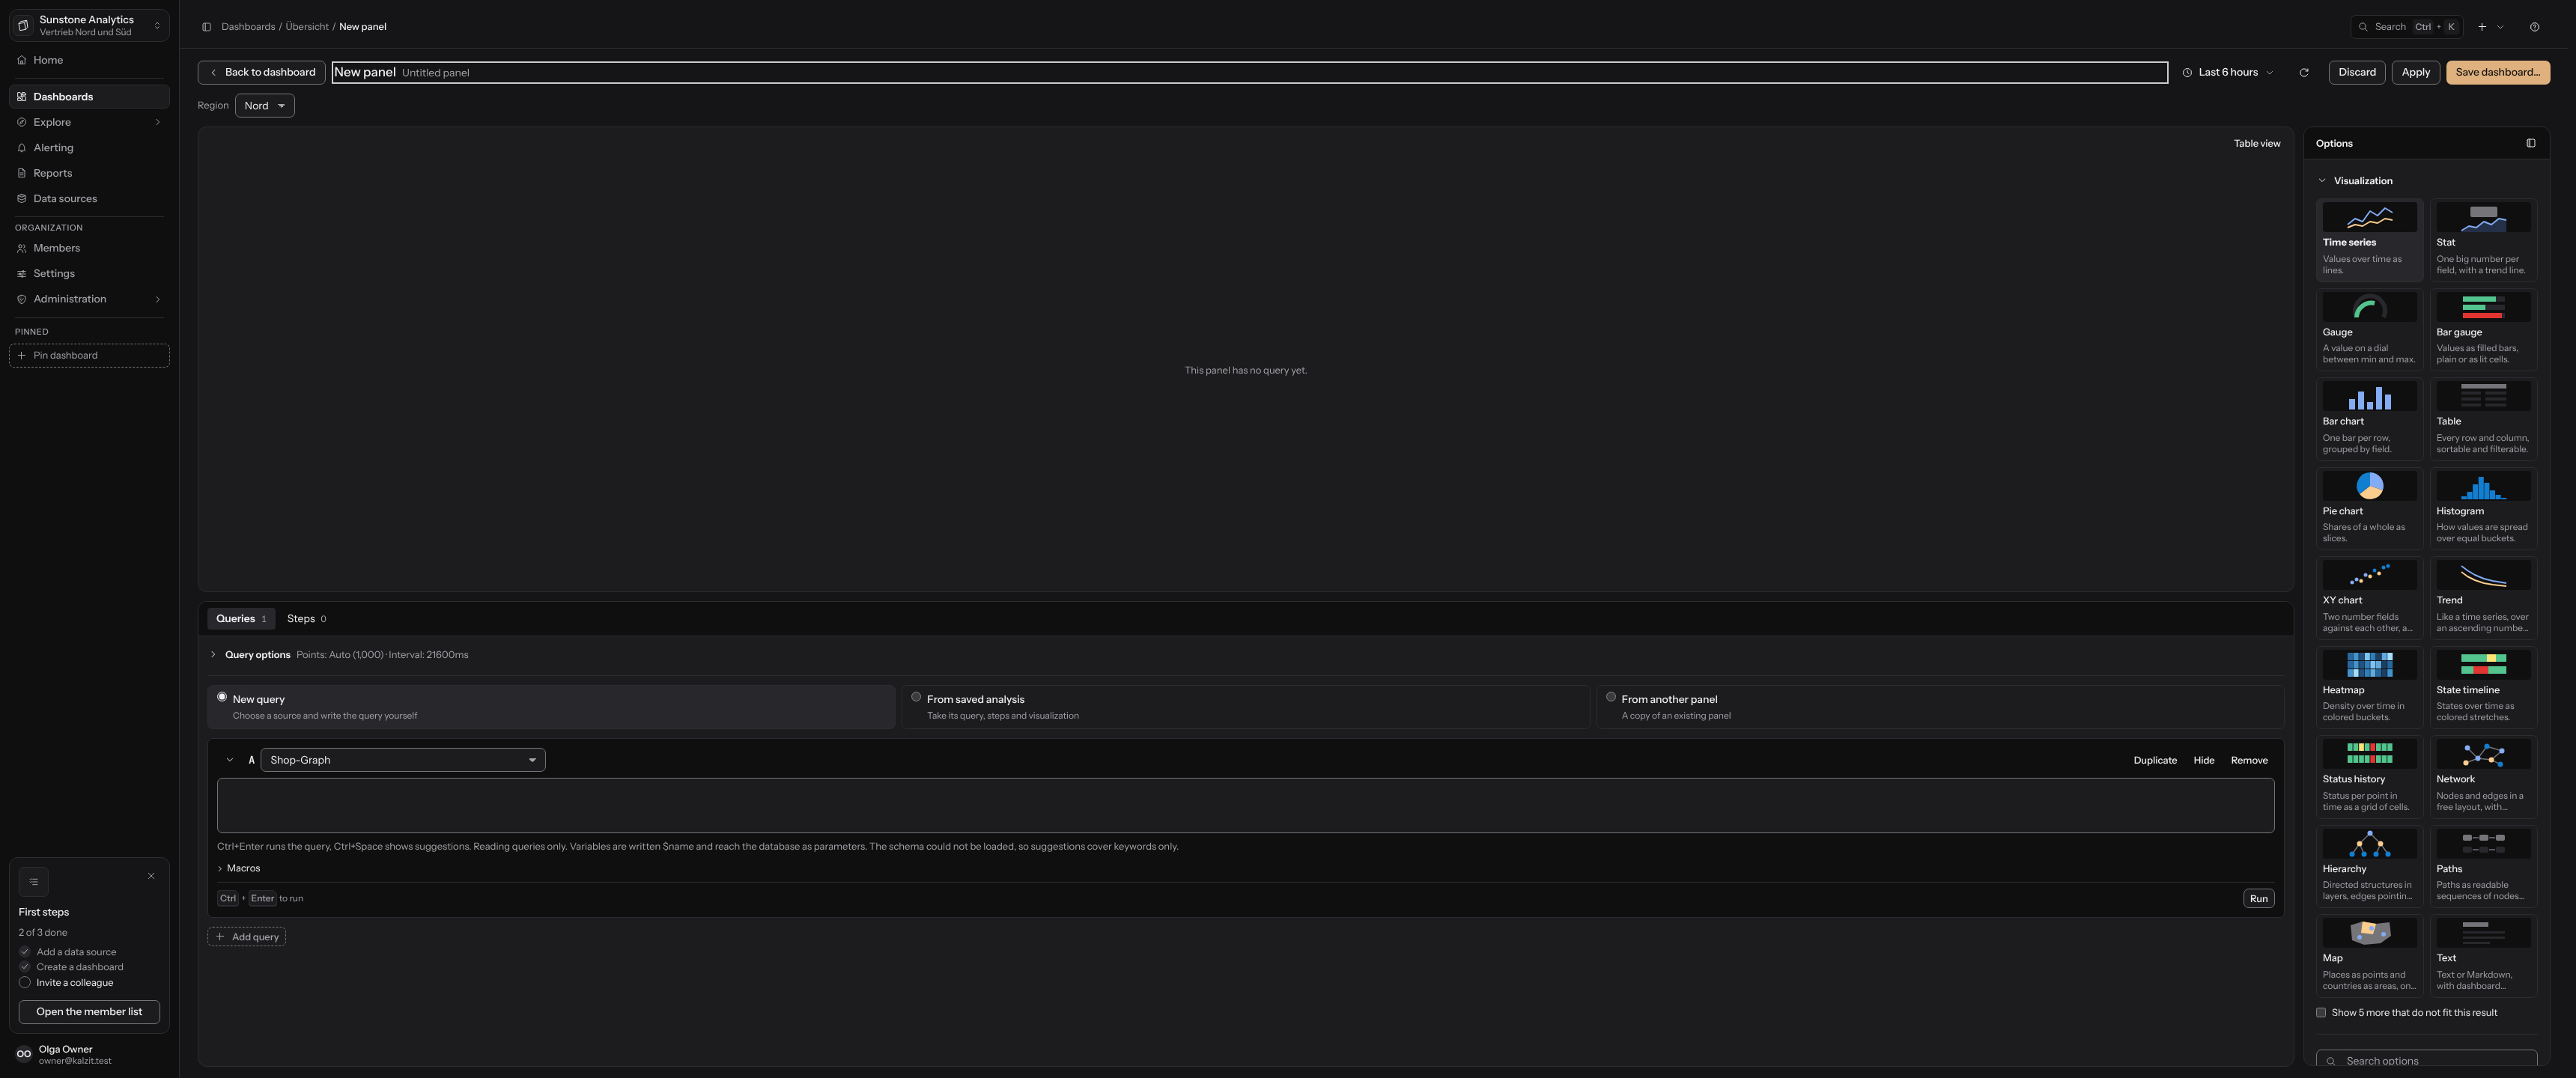 Sunstone Analytics
Vertrieb Nord und Süd
Home
Dashboards
Explore
Alerting
Reports
Data sources
ORGANIZATION
Members
Settings
Administration
PINNED
Pin dashboard
First steps
2 of 3 done
Add a data source
Create a dashboard
Invite a colleague
Open the member list
OO
Olga Owner
owner@kalzit.test
Dashboards / Übersicht / New panel
Search Ctrl + K
Back to dashboard
New panel Untitled panel
Last 6 hours
Discard
Apply
Save dashboard...
Region Nord
Table view
This panel has no query yet.
Queries 1
Steps 0
Query options Points: Auto (1,000) · Interval: 21600ms
New query
Choose a source and write the query yourself
From saved analysis
Take its query, steps and visualization
From another panel
A copy of an existing panel
A Shop-Graph
Duplicate
Hide
Remove
Ctrl+Enter runs the query, Ctrl+Space shows suggestions. Reading queries only. Variables are written $name and reach the database as parameters. The schema could not be loaded, so suggestions cover keywords only.
Macros
Ctrl + Enter to run
Run
Add query
Options
Visualization
Time series
Values over time as
lines.
Stat
One big number per
field, with a trend line.
Gauge
A value on a dial
between min and max.
Bar gauge
Values as filled bars,
plain or as lit cells.
Bar chart
One bar per row,
grouped by field.
Table
Every row and column,
sortable and filterable.
Pie chart
Shares of a whole as
slices.
Histogram
How values are spread
over equal buckets.
XY chart
Two number fields
against each other, a...
Trend
Like a time series, over
an ascending numbe...
Heatmap
Density over time in
colored buckets.
State timeline
States over time as
colored stretches.
Status history
Status per point in
time as a grid of cells.
Network
Nodes and edges in a
free layout, with...
Hierarchy
Directed structures in
layers, edges pointin...
Paths
Paths as readable
sequences of nodes...
Map
Places as points and
countries as areas, on...
Text
Text or Markdown,
with dashboard...
Show 5 more that do not fit this result
Search options